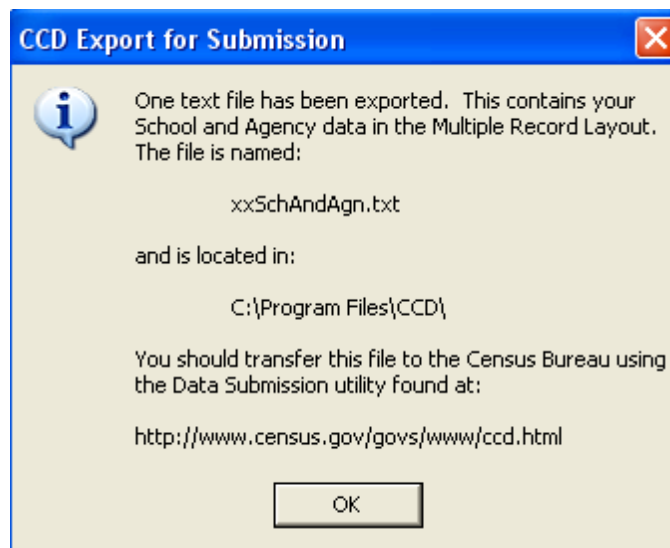 CCD Export for Submission
One text file has been exported. This contains your
School and Agency data in the Multiple Record Layout.
The file is named:
xxSchAndAgn.txt
and is located in:
C:\Program Files\CCD\
You should transfer this file to the Census Bureau using
the Data Submission utility found at:
http://www.census.gov/govs/www/ccd.html
OK